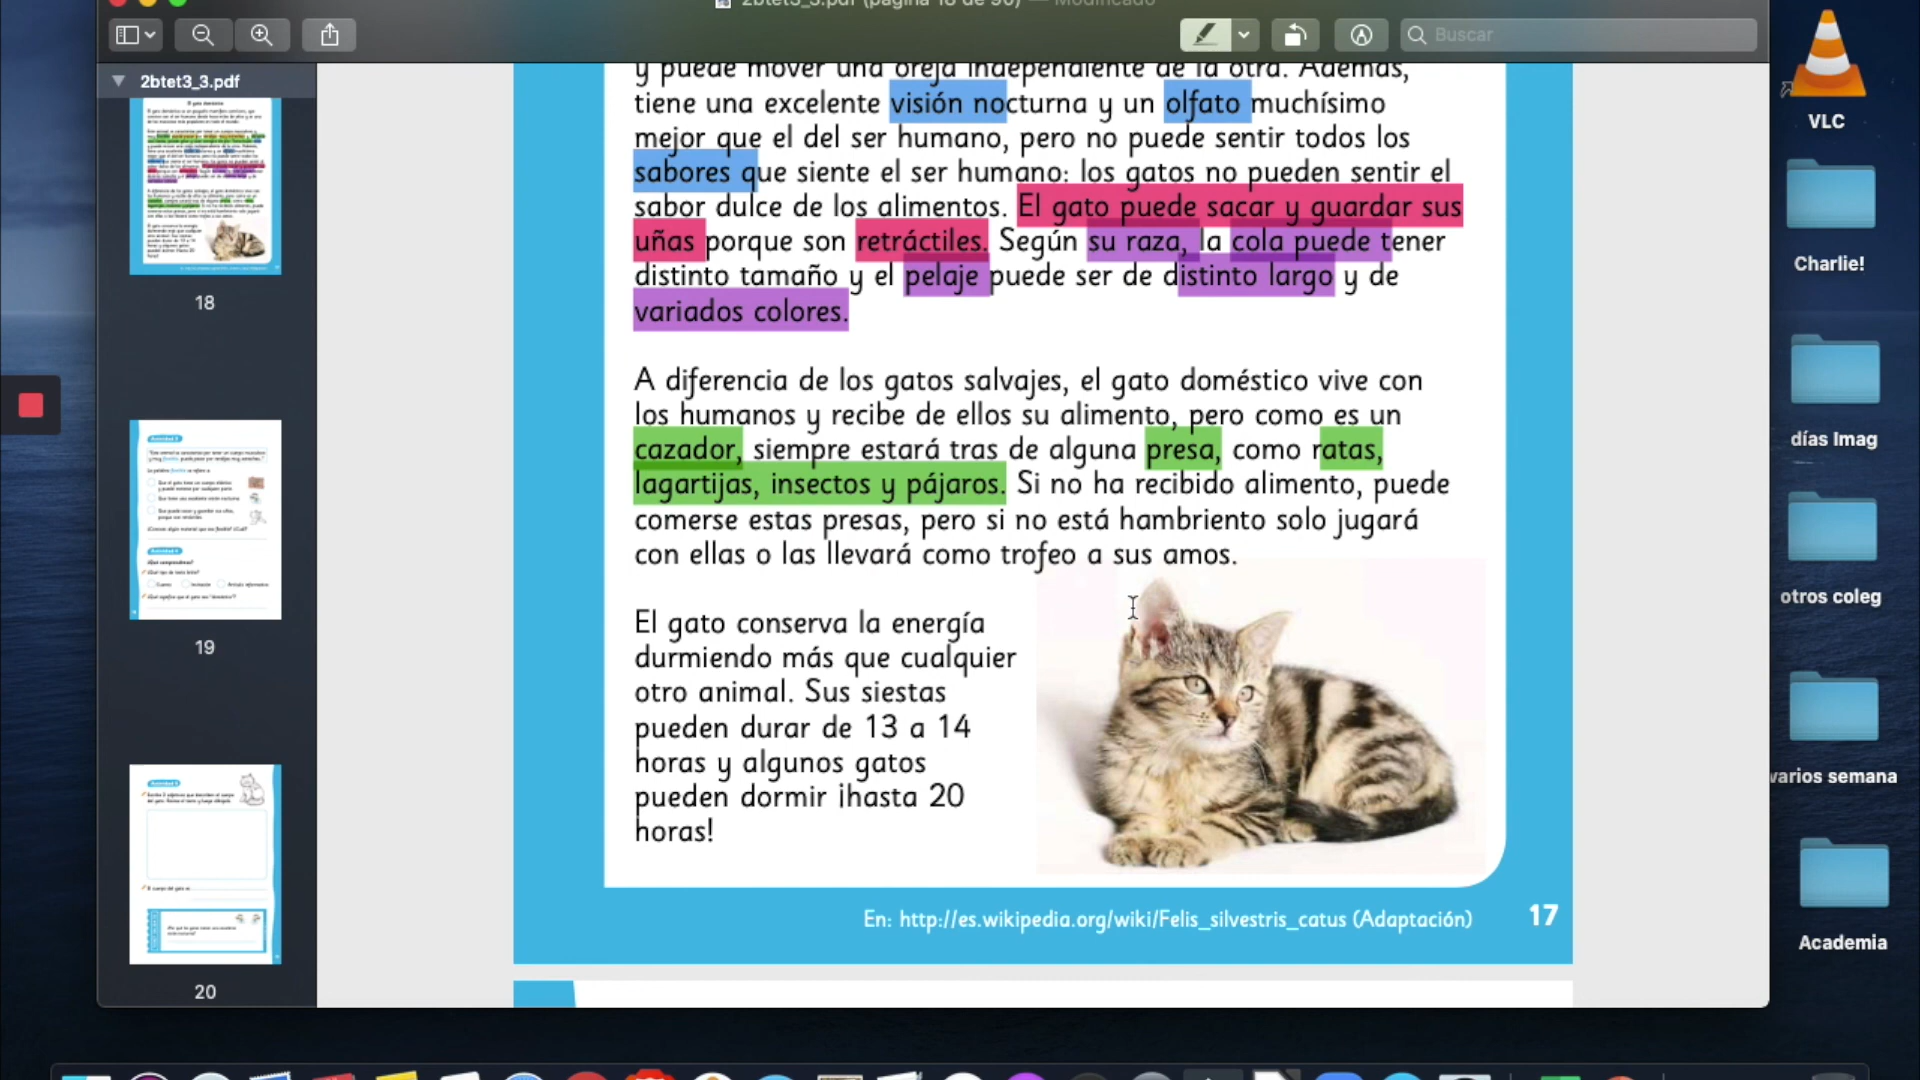 2btet3_3.pdf (página 18 de 90) — Modificado
Buscar
2btet3_3.pdf
18
19
20
y puede mover una oreja independiente de la otra. Además,
tiene una excelente visión nocturna y un olfato muchísimo
mejor que el del ser humano, pero no puede sentir todos los
sabores que siente el ser humano: los gatos no pueden sentir el
sabor dulce de los alimentos. El gato puede sacar y guardar sus
uñas porque son retráctiles. Según su raza, la cola puede tener
distinto tamaño y el pelaje puede ser de distinto largo y de
variados colores.
A diferencia de los gatos salvajes, el gato doméstico vive con
los humanos y recibe de ellos su alimento, pero como es un
cazador, siempre estará tras de alguna presa, como ratas,
lagartijas, insectos y pájaros. Si no ha recibido alimento, puede
comerse estas presas, pero si no está hambriento solo jugará
con ellas o las llevará como trofeo a sus amos.
El gato conserva la energía
durmiendo más que cualquier
otro animal. Sus siestas
pueden durar de 13 a 14
horas y algunos gatos
pueden dormir ¡hasta 20
horas!
En: http://es.wikipedia.org/wiki/Felis_silvestris_catus (Adaptación)
17
VLC
Charlie!
días Imag
otros coleg
varios semana
Academia